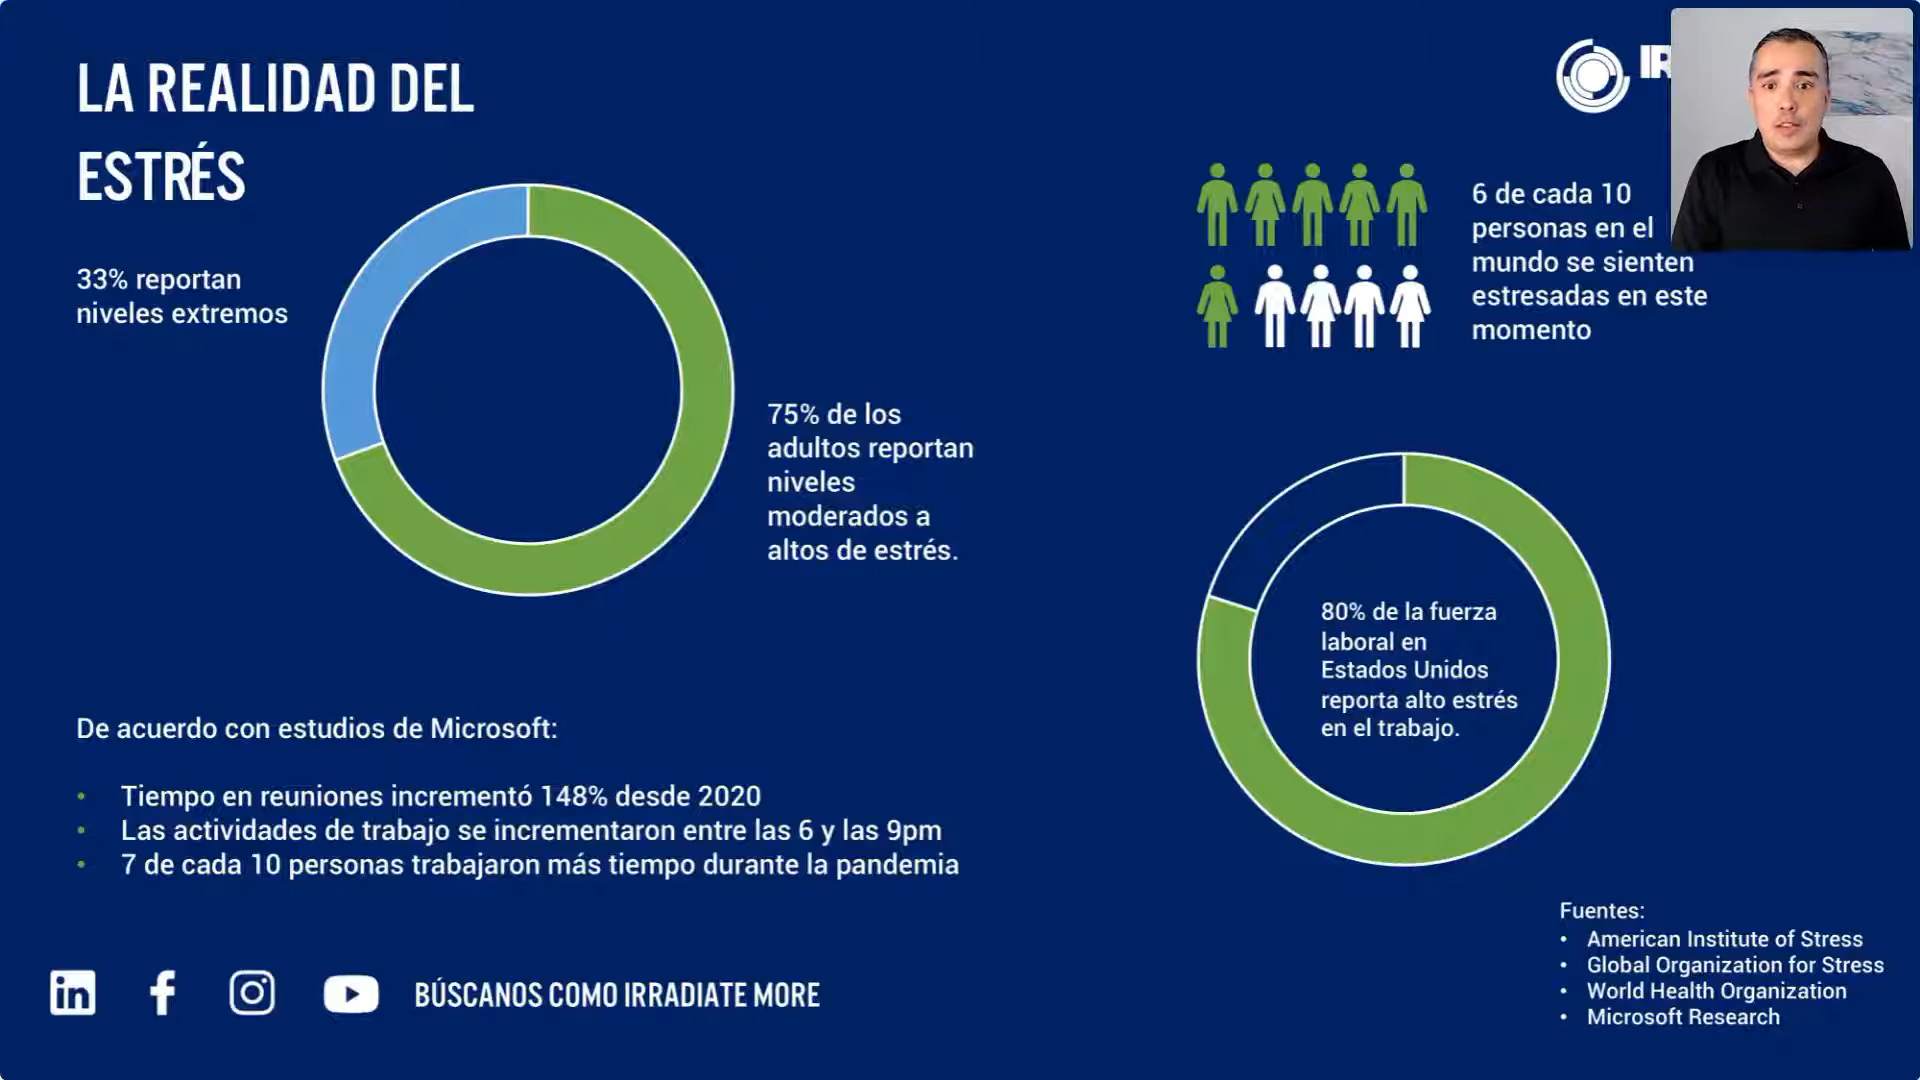 LA REALIDAD DEL
ESTRÉS
33% reportan
niveles extremos
75% de los
adultos reportan
niveles
moderados a
altos de estrés.
6 de cada 10
personas en el
mundo se sienten
estresadas en este
momento
80% de la fuerza
laboral en
Estados Unidos
reporta alto estrés
en el trabajo.
De acuerdo con estudios de Microsoft:
• Tiempo en reuniones incrementó 148% desde 2020
• Las actividades de trabajo se incrementaron entre las 6 y las 9pm
• 7 de cada 10 personas trabajaron más tiempo durante la pandemia
Fuentes:
• American Institute of Stress
• Global Organization for Stress
• World Health Organization
• Microsoft Research
in
BÚSCANOS COMO IRRADIATE MORE